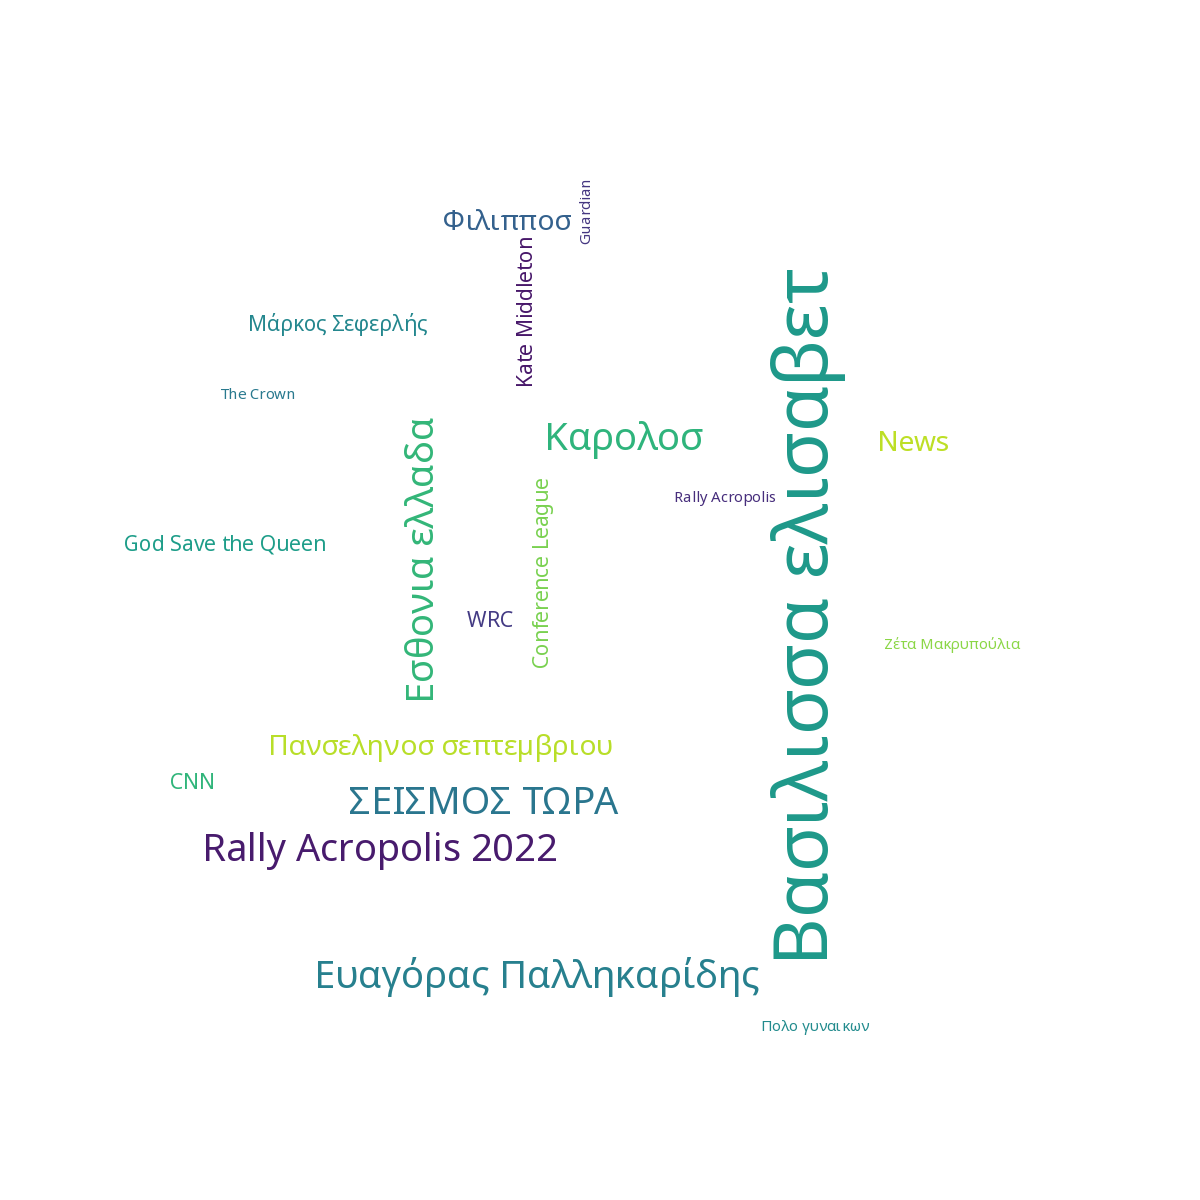 Φιλιπποσ
Guardian
Kate Middleton
Μάρκος Σεφερλής
The Crown
Βασιλισσα ελισαβετ
Καρολοσ
News
Εσθονια ελλαδα
Conference League
Rally Acropolis
God Save the Queen
WRC
Ζέτα Μακρυπούλια
Πανσεληνοσ σεπτεμβριου
CNN
ΣΕΙΣΜΟΣ ΤΩΡΑ
Rally Acropolis 2022
Ευαγόρας Παλληκαρίδης
Πολο γυναικων